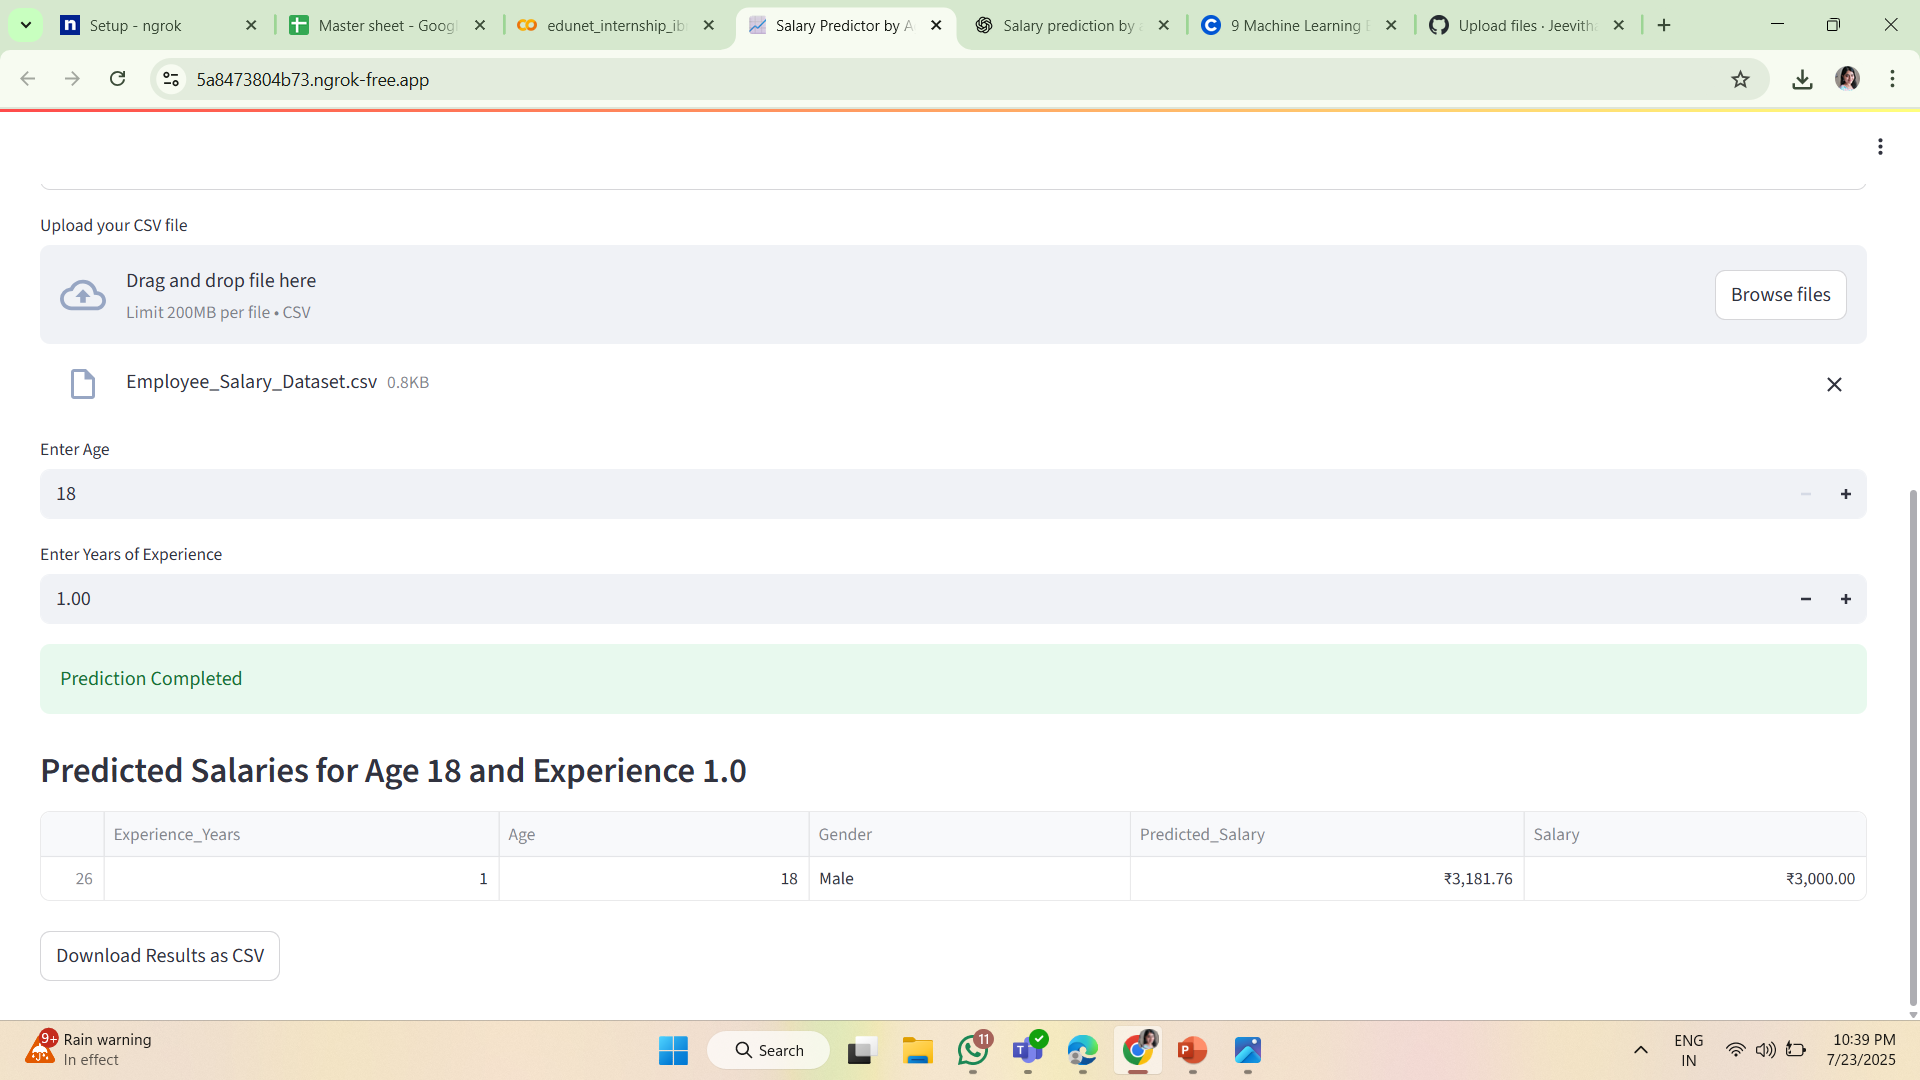 Setup - ngrok
Master sheet - Googl
edunet_internship_ib
Salary Predictor by A
Salary prediction by a
9 Machine Learning E
Upload files · Jeevitha
5a8473804b73.ngrok-free.app
Upload your CSV file
Drag and drop file here
Limit 200MB per file • CSV
Browse files
Employee_Salary_Dataset.csv 0.8KB
Enter Age
18
Enter Years of Experience
1.00
Prediction Completed
Predicted Salaries for Age 18 and Experience 1.0
Experience_Years Age Gender Predicted_Salary Salary
26 1 18 Male ₹3,181.76 ₹3,000.00
Download Results as CSV
9+
Rain warning
In effect
Search
11
ENG
IN
10:39 PM
7/23/2025